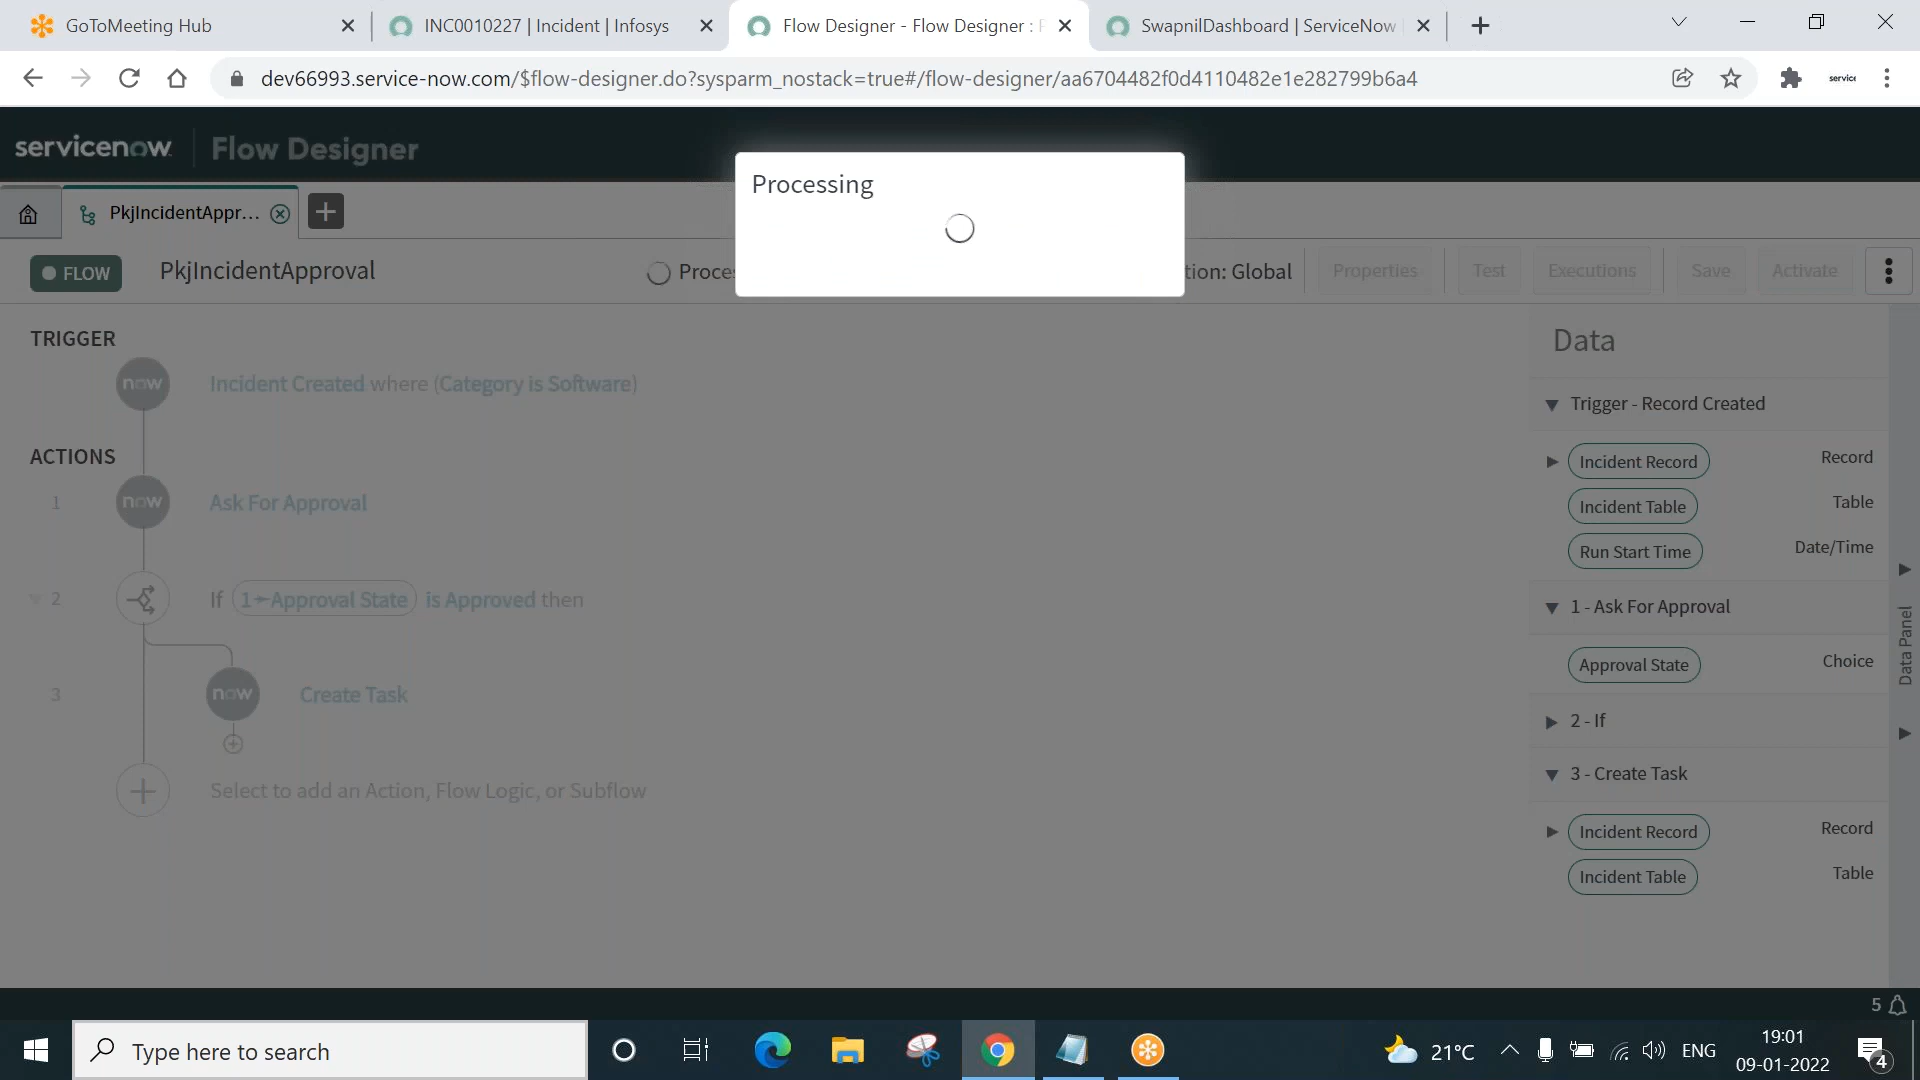 GoToMeeting Hub
INC0010227 | Incident | Infosys
Flow Designer - Flow Designer :
SwapnilDashboard | ServiceNow
dev66993.service-now.com/$flow-designer.do?sysparm_nostack=true#/flow-designer/aa6704482f0d4110482e1e282799b6a4
servicenow
Flow Designer
Processing
PkjIncidentAppr...
FLOW
PkjIncidentApproval
Proce
tion: Global
Properties
Test
Executions
Save
Activate
TRIGGER
now
Incident Created where (Category is Software)
ACTIONS
1
now
Ask For Approval
2
If 1➛Approval State is Approved then
3
now
Create Task
Select to add an Action, Flow Logic, or Subflow
Data
Trigger - Record Created
Incident Record
Record
Incident Table
Table
Run Start Time
Date/Time
1 - Ask For Approval
Approval State
Choice
2 - If
3 - Create Task
Incident Record
Record
Incident Table
Table
Data Panel
5
Type here to search
21°C
ENG
19:01
09-01-2022
4